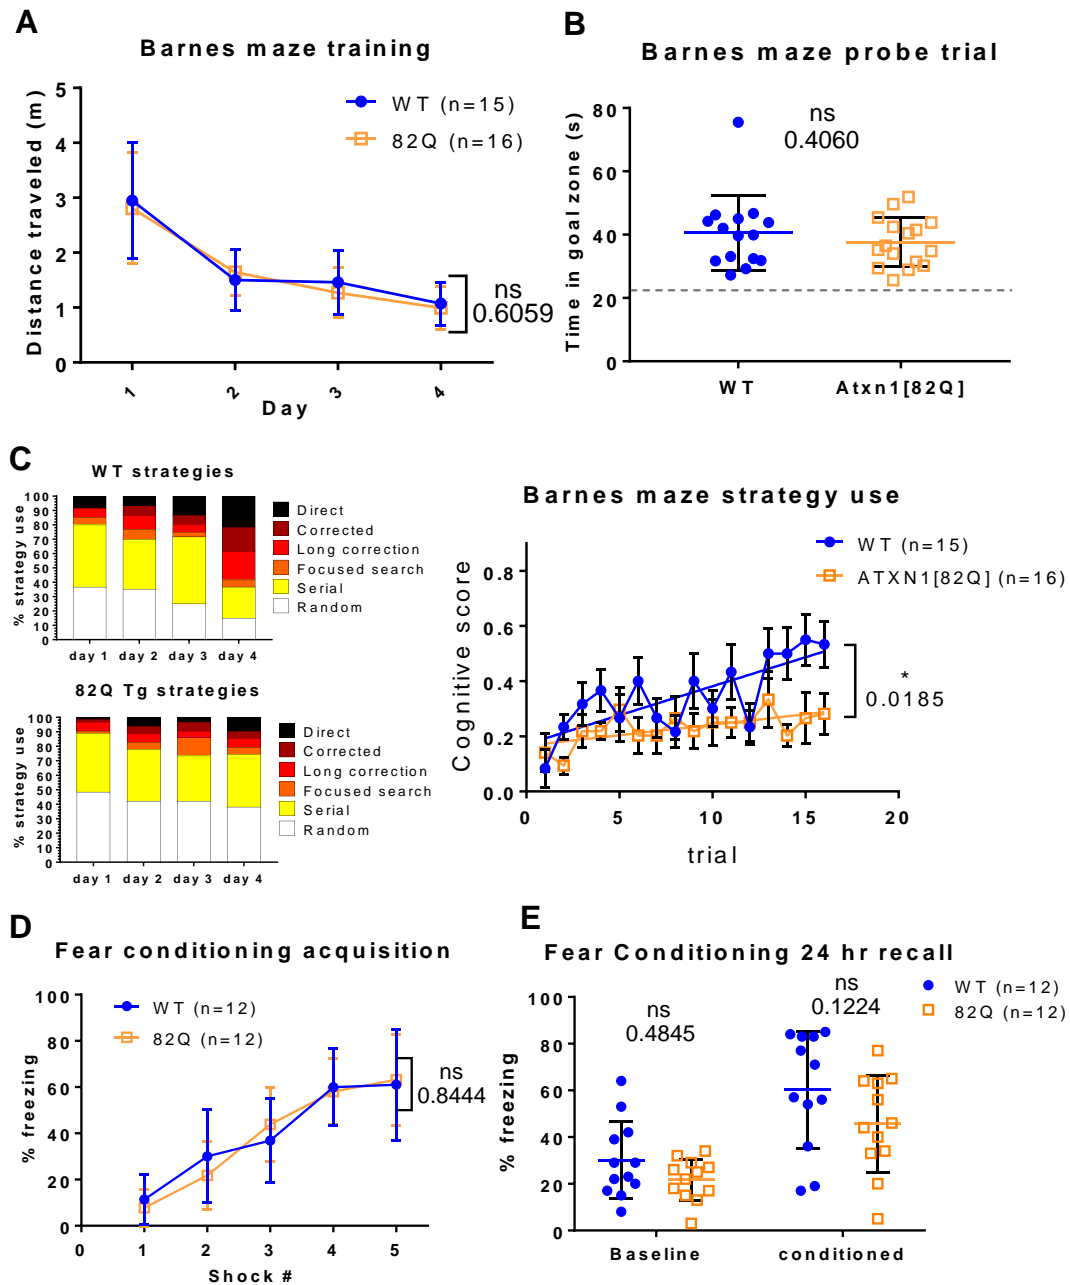 A
Barnes maze training
Distance traveled (m)
5
4
3
2
1
0
WT (n=15)
82Q (n=16)
ns
0.6059
1
2
3
4
Day
B
Barnes maze probe trial
Time in goal zone (s)
80
60
40
20
0
ns
0.4060
WT
Atxn1[82Q]
C
WT strategies
% strategy use
100
90
80
70
60
50
40
30
20
10
0
Direct
Corrected
Long correction
Focused search
Serial
Random
day 1
day 2
day 3
day 4
82Q Tg strategies
% strategy use
100
90
80
70
60
50
40
30
20
10
0
Direct
Corrected
Long correction
Focused search
Serial
Random
day 1
day 2
day 3
day 4
Barnes maze strategy use
Cognitive score
0.8
0.6
0.4
0.2
0.0
WT (n=15)
ATXN1[82Q] (n=16)
*
0.0185
0
5
10
15
20
trial
D
Fear conditioning acquisition
% freezing
100
80
60
40
20
0
WT (n=12)
82Q (n=12)
ns
0.8444
0
1
2
3
4
5
Shock #
E
Fear Conditioning 24 hr recall
% freezing
100
80
60
40
20
0
WT (n=12)
82Q (n=12)
ns
0.4845
ns
0.1224
Baseline
conditioned